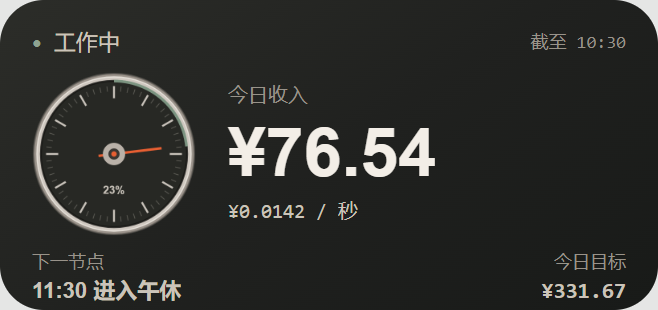 工作中
截至 10:30
今日收入
¥76.54
¥0.0142 / 秒
23%
下一节点
今日目标
11:30 进入午休
¥331.67